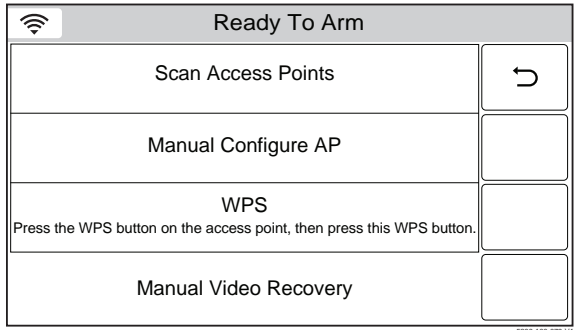 Ready To Arm
Scan Access Points
Manual Configure AP
WPS
Press the WPS button on the access point, then press this WPS button.
Manual Video Recovery